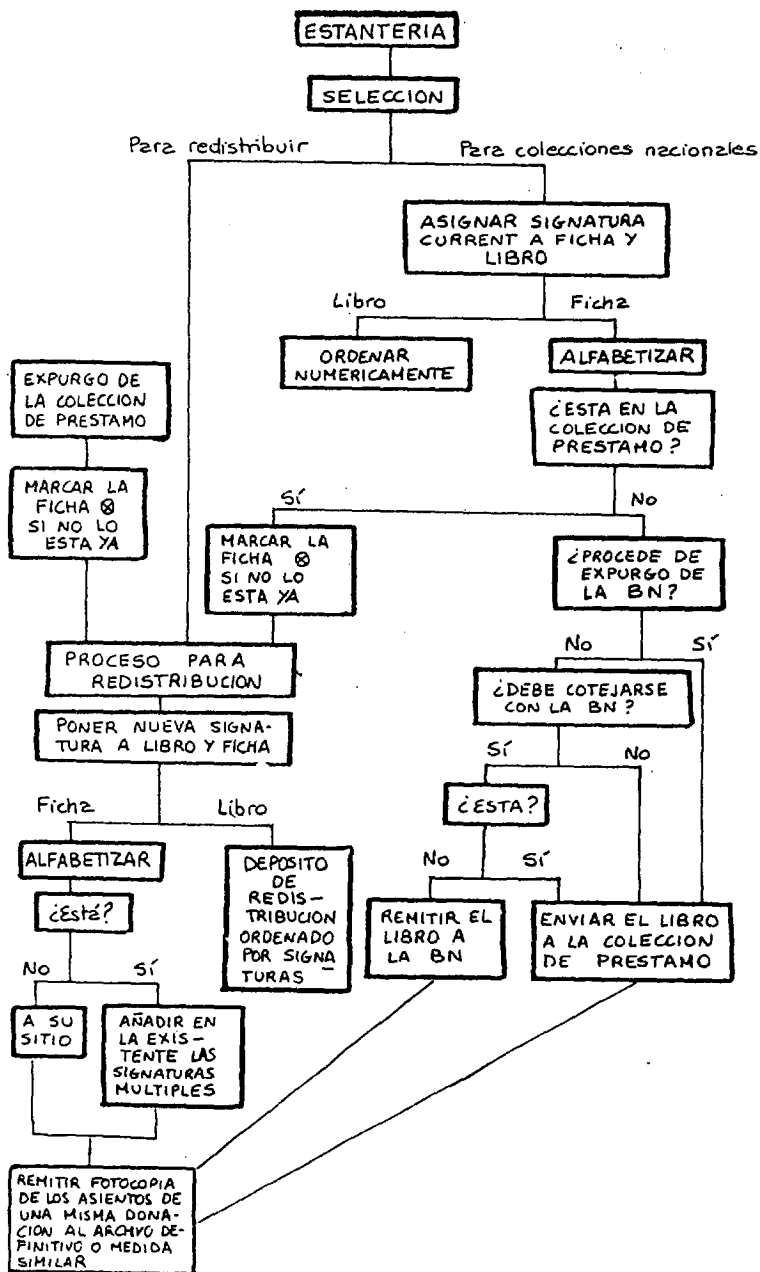 ESTANTERIA
SELECCION
Para redistribuir
Para colecciones nacionales
ASIGNAR SIGNATURA
CURRENT A FICHA Y
LIBRO
Libro
Ficha
ORDENAR
NUMERICAMENTE
ALFABETIZAR
EXPURGO DE
LA COLECCION
DE PRESTAMO
¿ESTA EN LA
COLECCION DE
PRESTAMO?
MARCAR LA
FICHA ⊗
SI NO LO
ESTA YA
Sí
No
MARCAR LA
FICHA ⊗
SI NO LO
ESTA YA
¿PROCEDE DE
EXPURGO DE
LA BN?
No
Sí
PROCESO PARA
REDISTRIBUCION
¿DEBE COTEJARSE
CON LA BN?
PONER NUEVA SIGNA-
TURA A LIBRO Y FICHA
Sí
No
¿ESTA?
Ficha
Libro
ALFABETIZAR
DEPOSITO
DE
REDIS-
TRIBUCION
ORDENADO
POR SIGNA
TURAS
No
Sí
¿Está?
REMITIR EL
LIBRO A
LA BN
ENVIAR EL LIBRO
A LA COLECCION
DE PRESTAMO
No
Sí
A SU
SITIO
AÑADIR EN
LA EXIS-
TENTE LAS
SIGNATURAS
MULTIPLES
REMITIR FOTOCOPIA
DE LOS ASIENTOS DE
UNA MISMA DONA-
CION AL ARCHIVO DE-
FINITIVO O MEDIDA
SIMILAR